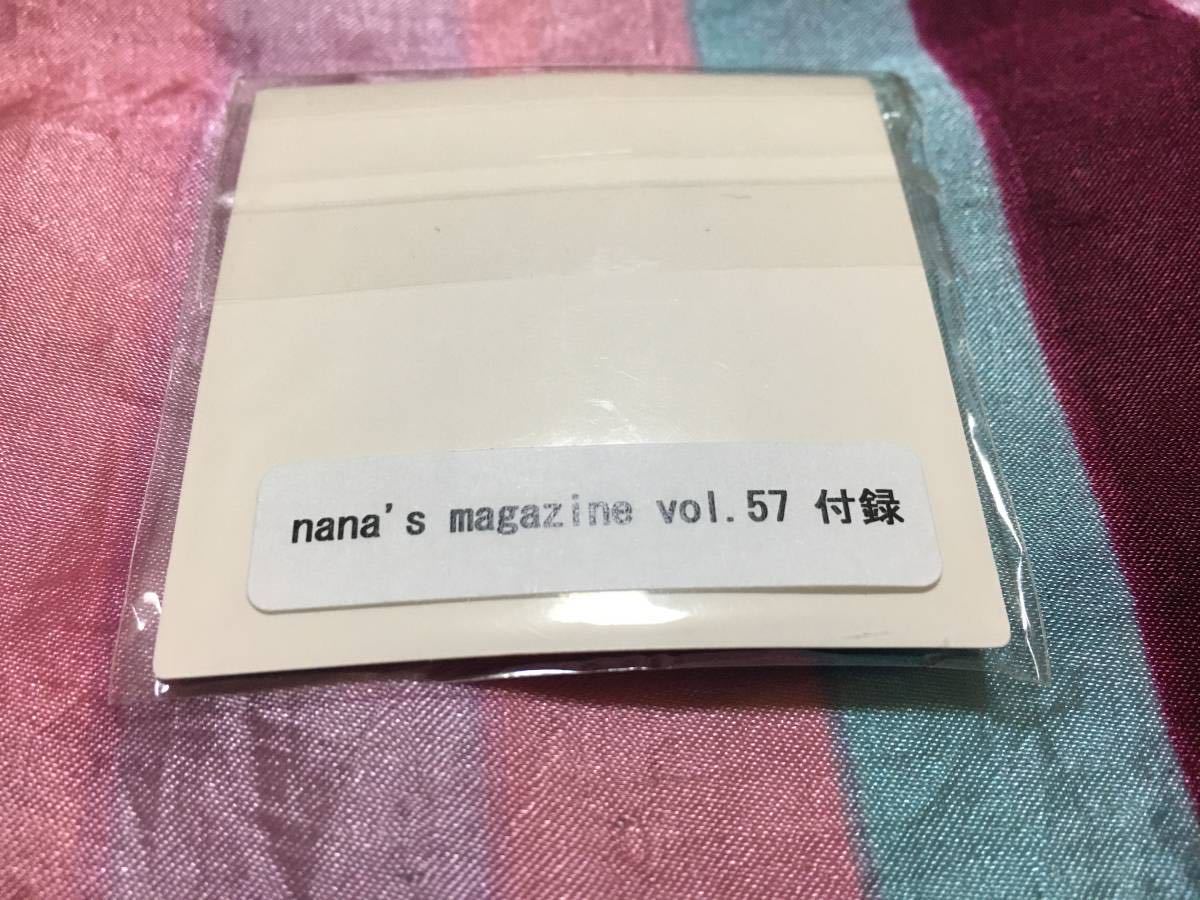 nana's magazine vol.57 付録